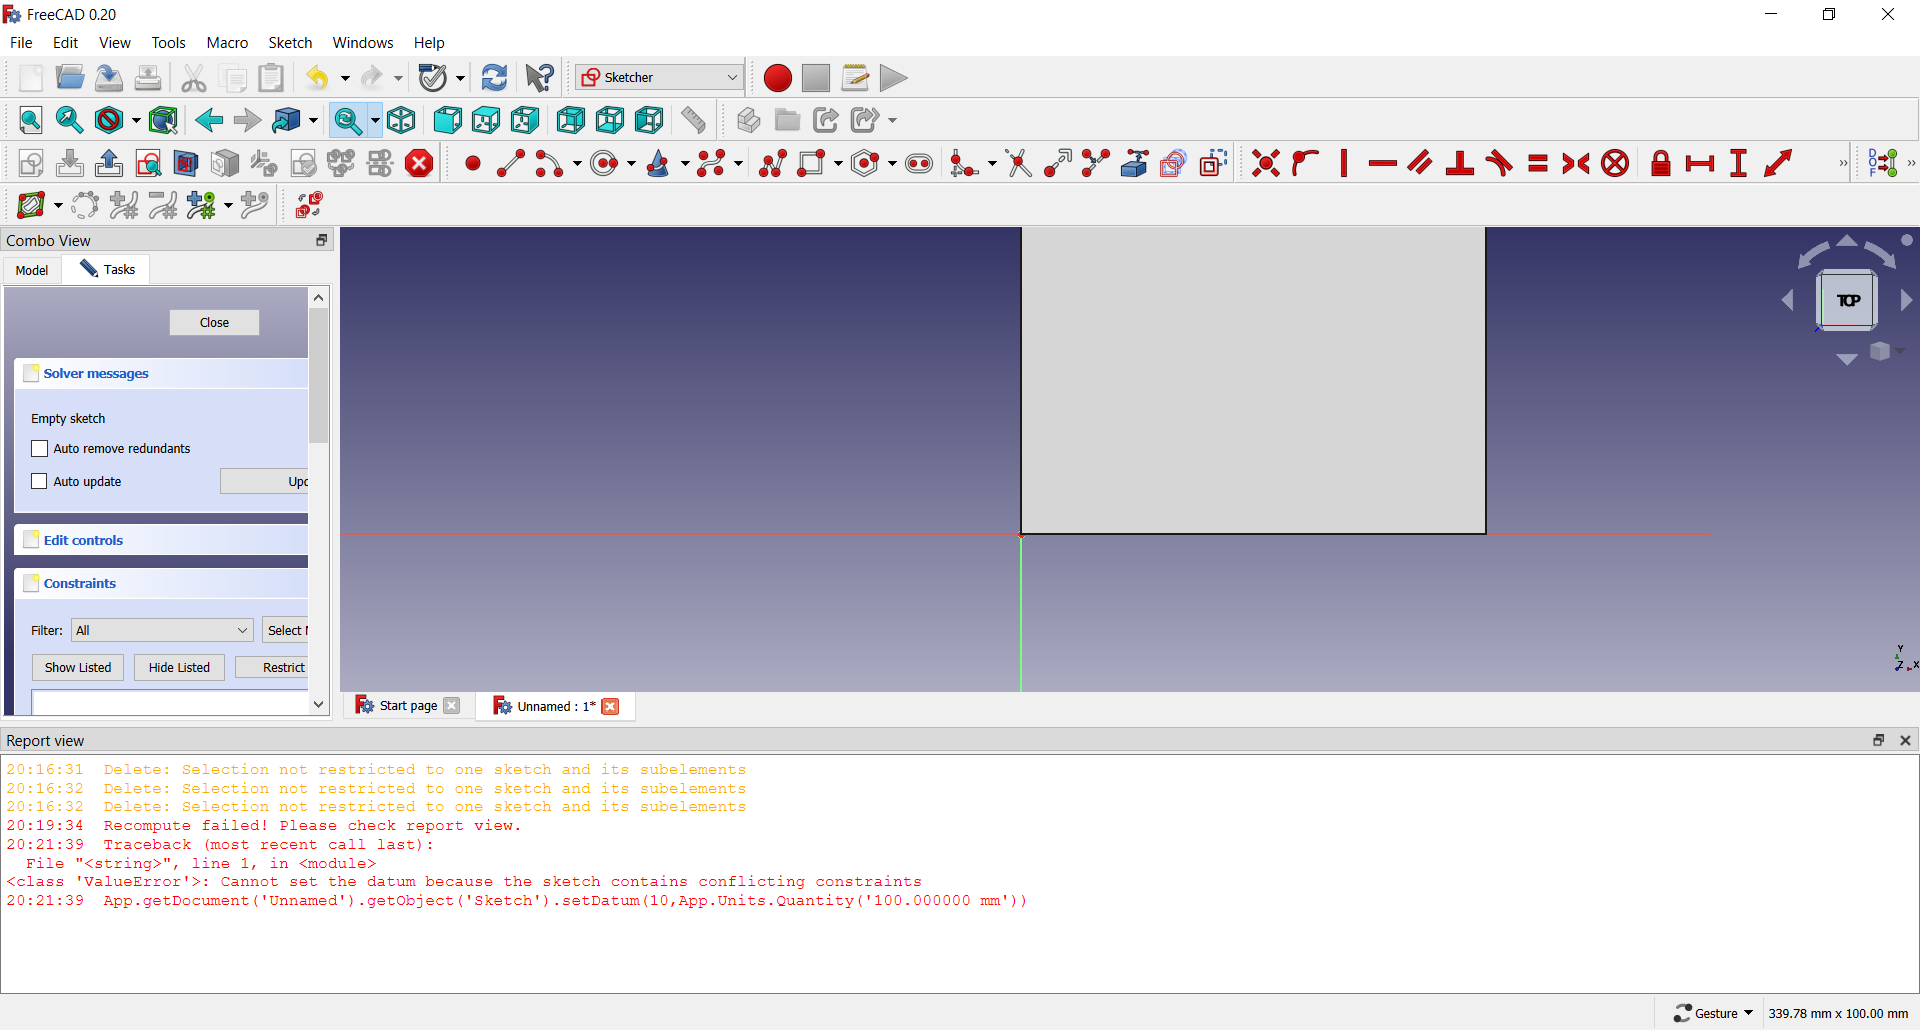 FreeCAD 0.20
File Edit View Tools Macro Sketch Windows Help
Sketcher
Combo View
Model Tasks
Close
Solver messages
Empty sketch
Auto remove redundants
Auto update Upd
Edit controls
Constraints
Filter: All Select
Show Listed Hide Listed Restrict
TOP
Y
Z X
Start page Unnamed : 1*
Report view
20:16:31 Delete: Selection not restricted to one sketch and its subelements
20:16:32 Delete: Selection not restricted to one sketch and its subelements
20:16:32 Delete: Selection not restricted to one sketch and its subelements
20:19:34 Recompute failed! Please check report view.
20:21:39 Traceback (most recent call last):
File "<string>", line 1, in <module>
<class 'ValueError'>: Cannot set the datum because the sketch contains conflicting constraints
20:21:39 App.getDocument('Unnamed').getObject('Sketch').setDatum(10,App.Units.Quantity('100.000000 mm'))
Gesture 339.78 mm x 100.00 mm